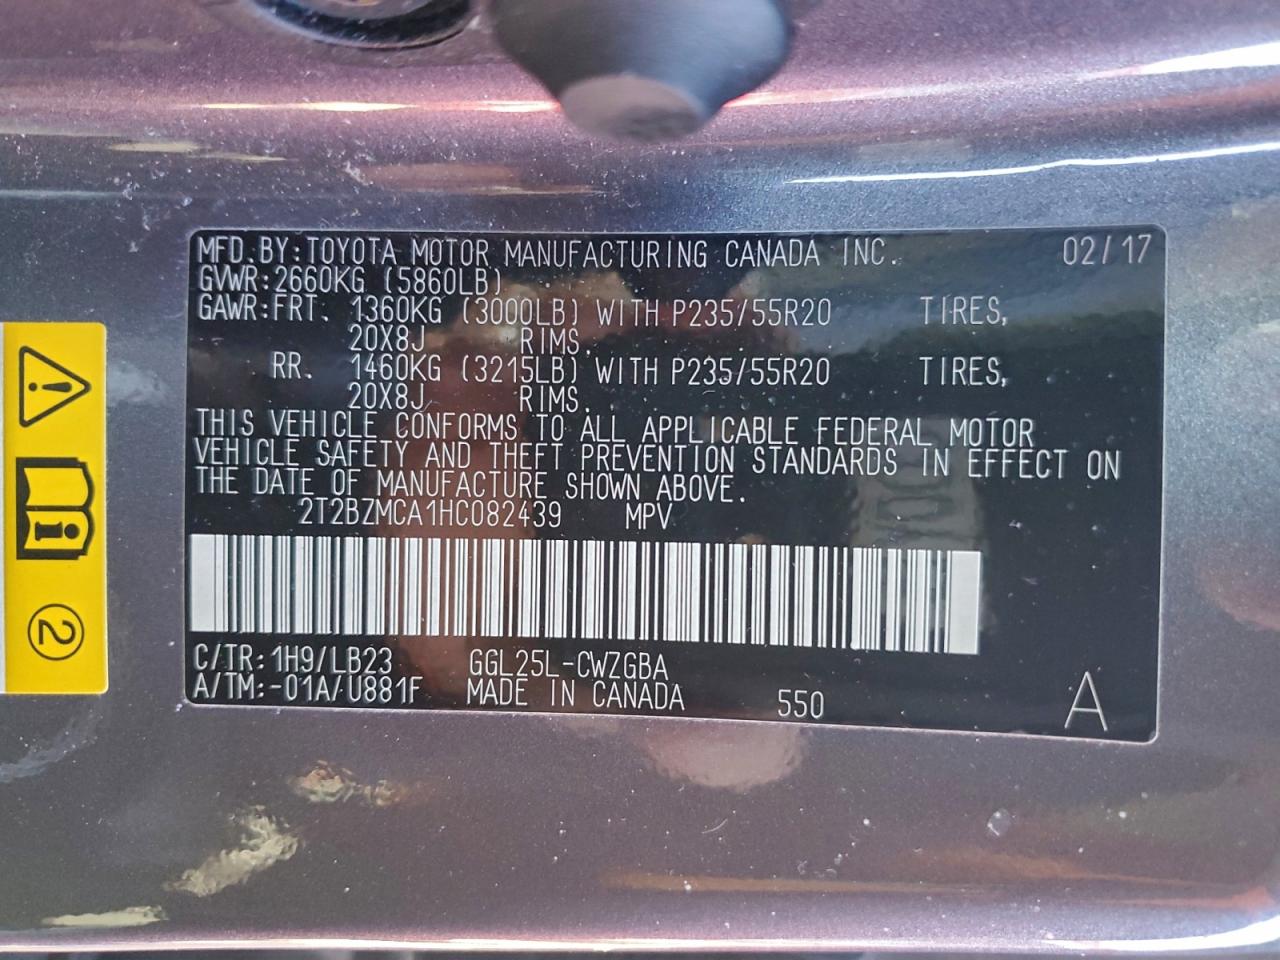 MFD.BY:TOYOTA MOTOR MANUFACTURING CANADA INC. 02/17
GVWR:2660KG (5860LB)
GAWR:FRT. 1360KG (3000LB) WITH P235/55R20 TIRES,
20X8J RIMS.
RR. 1460KG (3215LB) WITH P235/55R20 TIRES,
20X8J RIMS.
THIS VEHICLE CONFORMS TO ALL APPLICABLE FEDERAL MOTOR
VEHICLE SAFETY AND THEFT PREVENTION STANDARDS IN EFFECT ON
THE DATE OF MANUFACTURE SHOWN ABOVE.
2T2BZMCA1HC082439 MPV
C/TR:1H9/LB23 GGL25L-CWZGBA
A/TM:-01A/U881F MADE IN CANADA 550 A
2